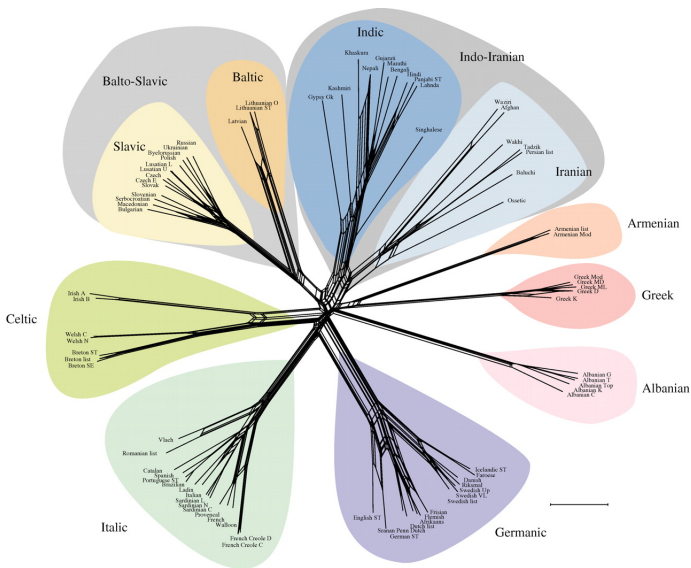 Indic
Indo-Iranian
Balto-Slavic
Baltic
Slavic
Iranian
Armenian
Greek
Albanian
Germanic
Italic
Celtic
Khaskura
Gujarati
Marathi
Nepali
Bengali
Hindi
Panjabi ST
Lahnda
Kashmiri
Gypsy Gk
Singhalese
Waziri
Afghan
Wakhi
Tadzik
Persian list
Baluchi
Ossetic
Armenian list
Armenian Mod
Greek Mod
Greek MD
Greek ML
Greek D
Greek K
Albanian G
Albanian T
Albanian Top
Albanian K
Albanian C
Icelandic ST
Faroese
Danish
Riksmal
Swedish Up
Swedish VL
Swedish list
Frisian
Flemish
Afrikaans
Dutch list
Penn Dutch
German ST
English ST
French Creole D
French Creole C
Walloon
French
Provencal
Sardinian C
Sardinian N
Sardinian L
Italian
Ladin
Brazilian
Portuguese ST
Spanish
Catalan
Romanian list
Vlach
Breton SE
Breton list
Breton ST
Welsh N
Welsh C
Irish B
Irish A
Bulgarian
Macedonian
Serbocroatian
Slovenian
Slovak
Czech E
Czech
Lusatian U
Lusatian L
Polish
Byelorussian
Ukrainian
Russian
Latvian
Lithuanian ST
Lithuanian O